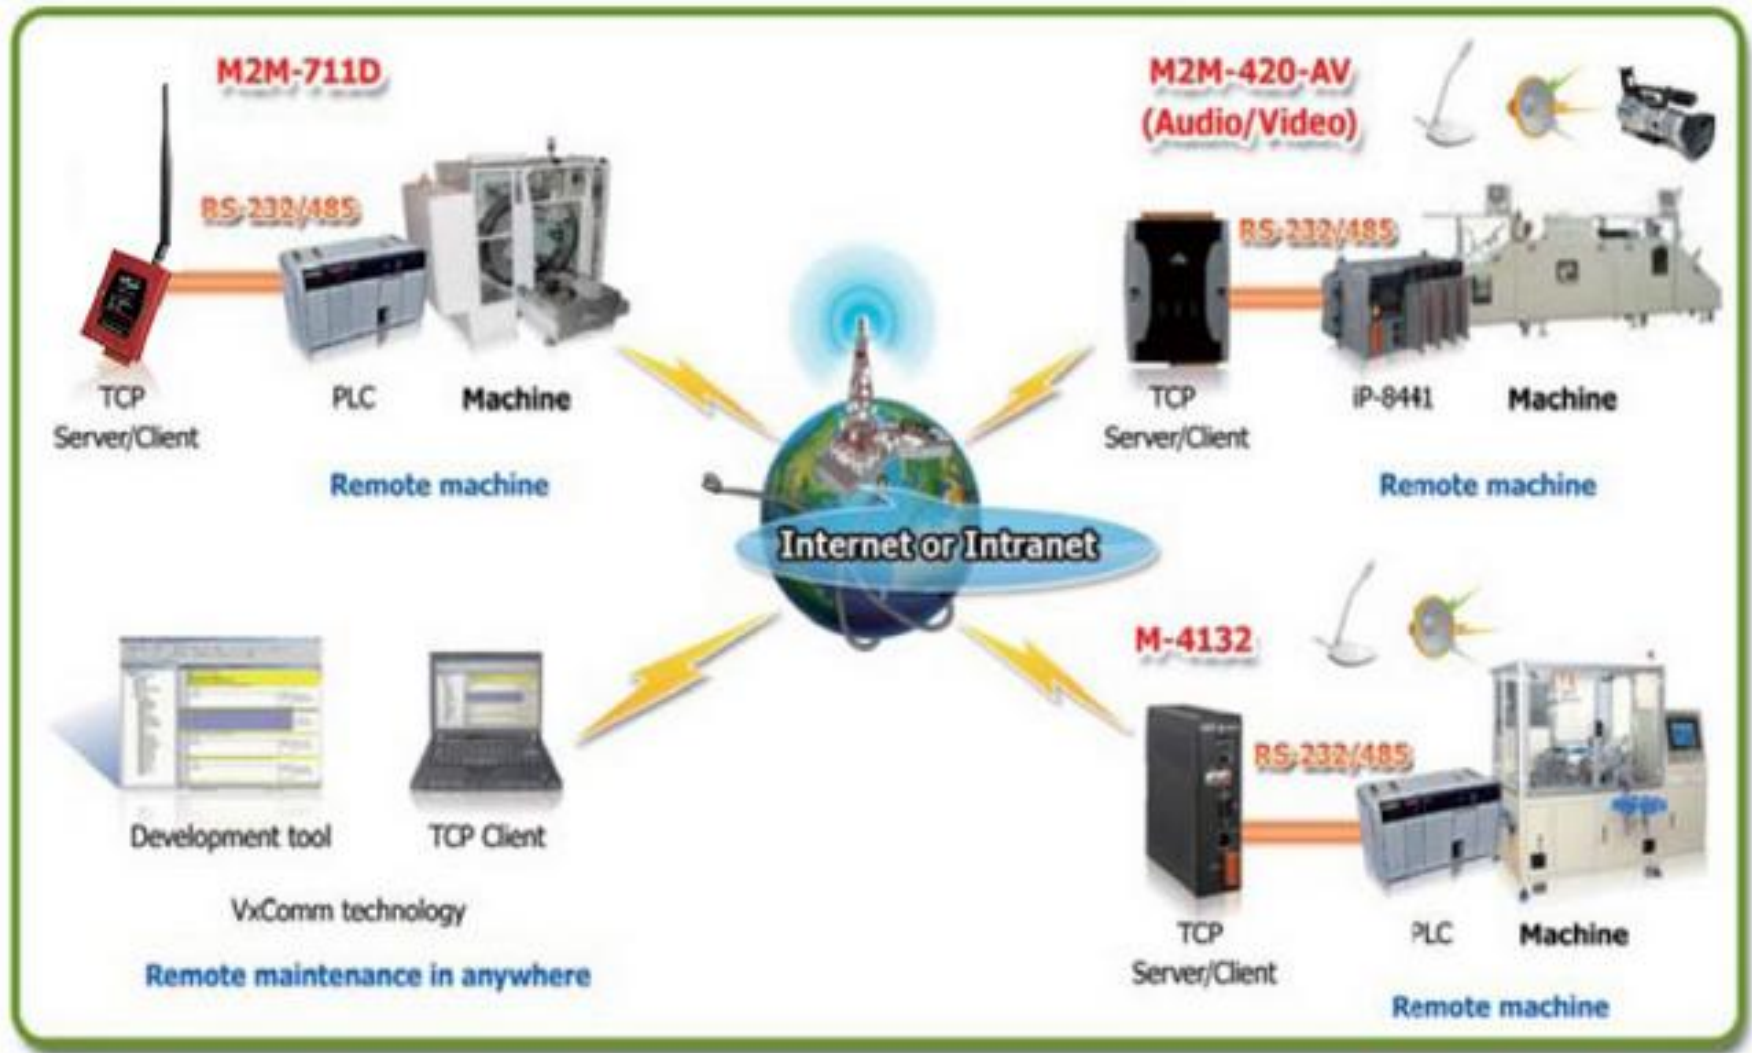 M2M-711D
RS-232/485
TCP
Server/Client
PLC
Machine
Remote machine
M2M-420-AV
(Audio/Video)
RS-232/485
TCP
Server/Client
iP-8441
Machine
Remote machine
Internet or Intranet
Development tool
TCP Client
VxComm technology
Remote maintenance in anywhere
M-4132
RS-232/485
TCP
Server/Client
PLC
Machine
Remote machine